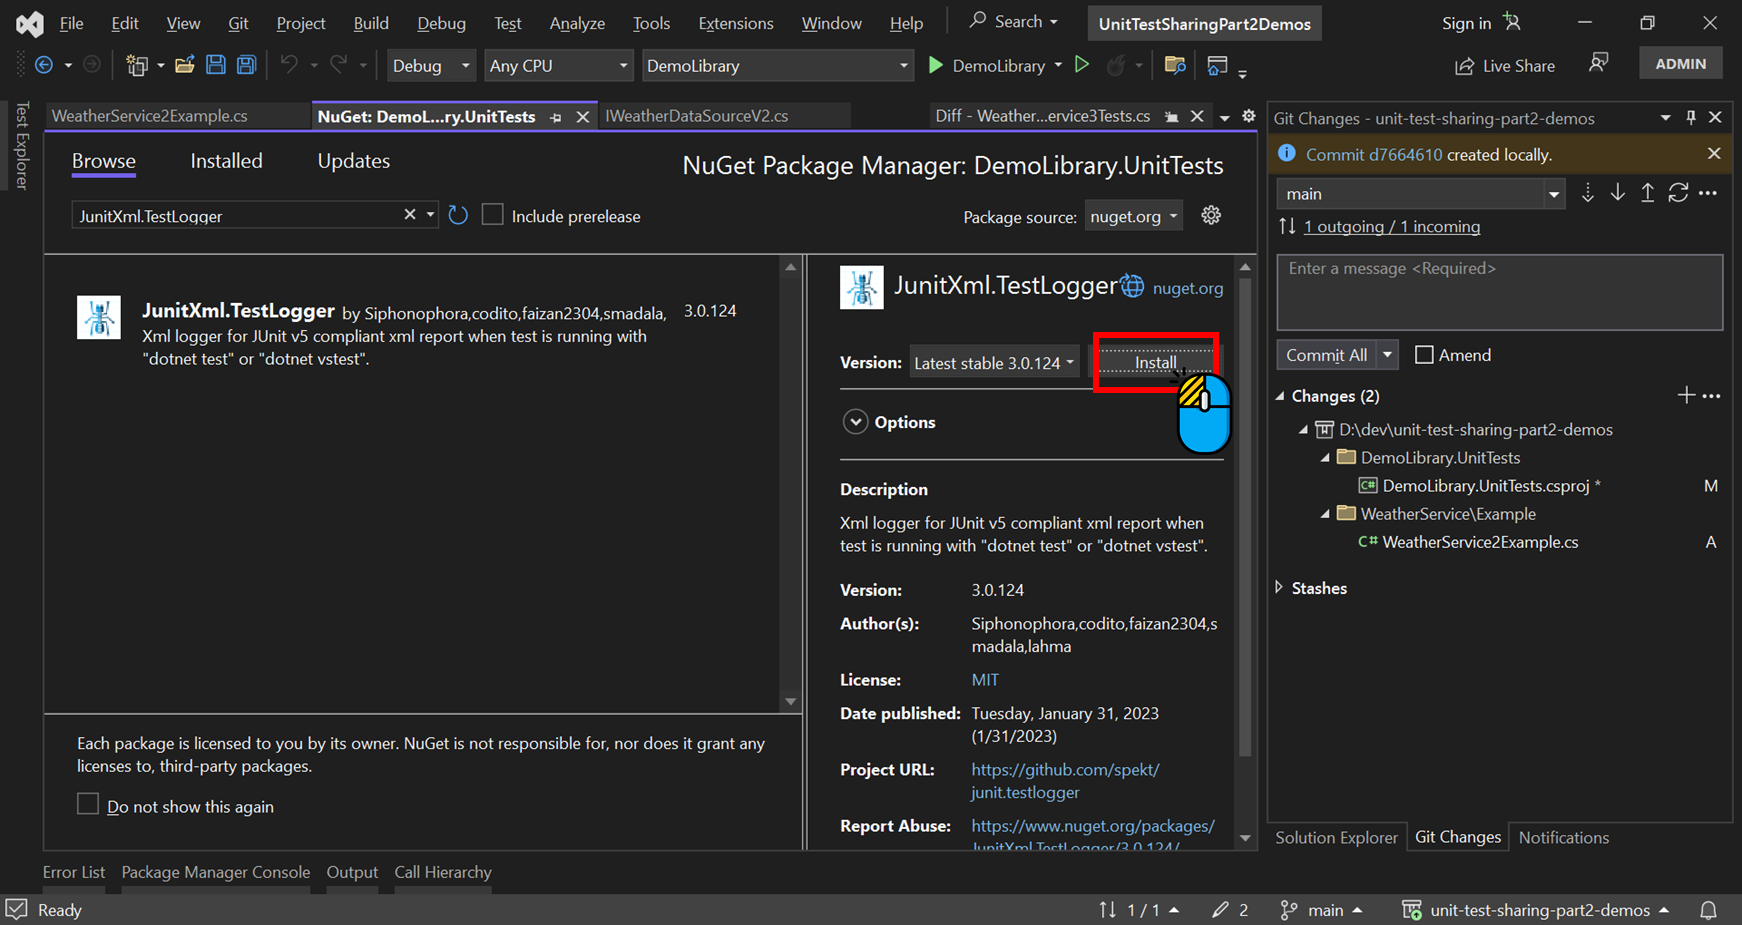 File Edit View Git Project Build Debug Test Analyze Tools Extensions Window Help Search UnitTestSharingPart2Demos Sign in
Debug Any CPU DemoLibrary DemoLibrary Live Share ADMIN
Test Explorer
WeatherService2Example.cs NuGet: DemoL...ry.UnitTests IWeatherDataSourceV2.cs Diff - Weather...ervice3Tests.cs
Browse Installed Updates
NuGet Package Manager: DemoLibrary.UnitTests
JunitXml.TestLogger Include prerelease Package source: nuget.org
JunitXml.TestLogger by Siphonophora,codito,faizan2304,smadala, 3.0.124
Xml logger for JUnit v5 compliant xml report when test is running with
"dotnet test" or "dotnet vstest".
Each package is licensed to you by its owner. NuGet is not responsible for, nor does it grant any
licenses to, third-party packages.
Do not show this again
JunitXml.TestLogger nuget.org
Version: Latest stable 3.0.124 Install
Options
Description
Xml logger for JUnit v5 compliant xml report when
test is running with "dotnet test" or "dotnet vstest".
Version: 3.0.124
Author(s): Siphonophora,codito,faizan2304,s
madala,lahma
License: MIT
Date published: Tuesday, January 31, 2023
(1/31/2023)
Project URL: https://github.com/spekt/
junit.testlogger
Report Abuse: https://www.nuget.org/packages/
JunitXml.TestLogger/3.0.124/
Git Changes - unit-test-sharing-part2-demos
Commit d7664610 created locally.
main
1 outgoing / 1 incoming
Enter a message <Required>
Commit All Amend
Changes (2)
D:\dev\unit-test-sharing-part2-demos
DemoLibrary.UnitTests
C# DemoLibrary.UnitTests.csproj * M
WeatherService\Example
C# WeatherService2Example.cs A
Stashes
Solution Explorer Git Changes Notifications
Error List Package Manager Console Output Call Hierarchy
Ready 1 / 1 2 main unit-test-sharing-part2-demos